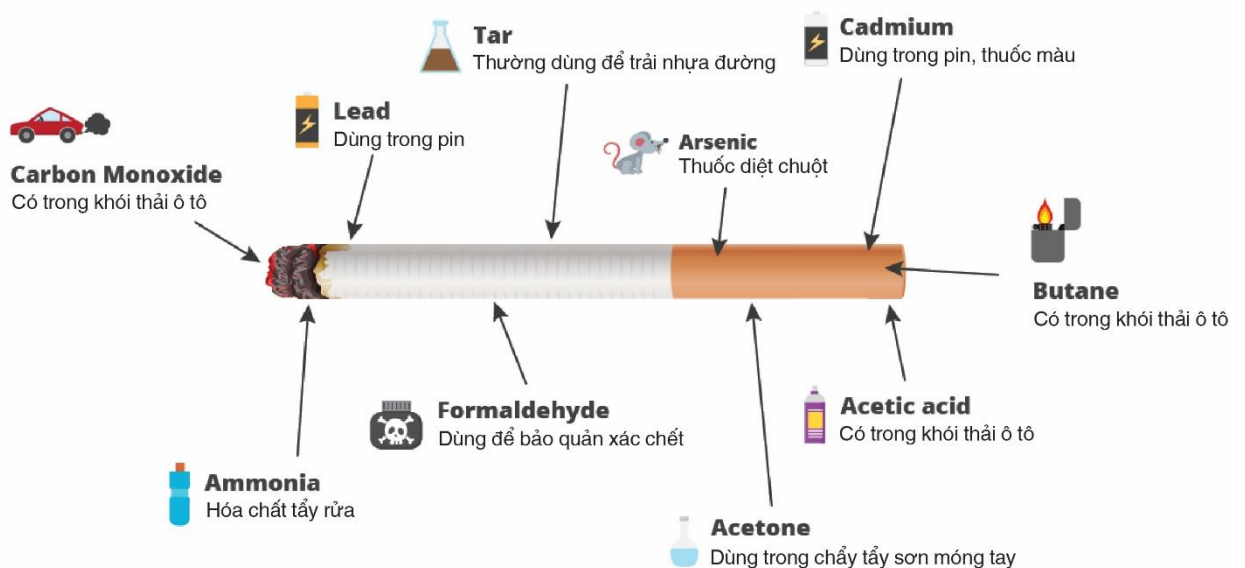 Tar
Thường dùng để trải nhựa đường
Cadmium
Dùng trong pin, thuốc màu
Lead
Dùng trong pin
Arsenic
Thuốc diệt chuột
Carbon Monoxide
Có trong khói thải ô tô
Butane
Có trong khói thải ô tô
Formaldehyde
Dùng để bảo quản xác chết
Acetic acid
Có trong khói thải ô tô
Ammonia
Hóa chất tẩy rửa
Acetone
Dùng trong chẩy tẩy sơn móng tay